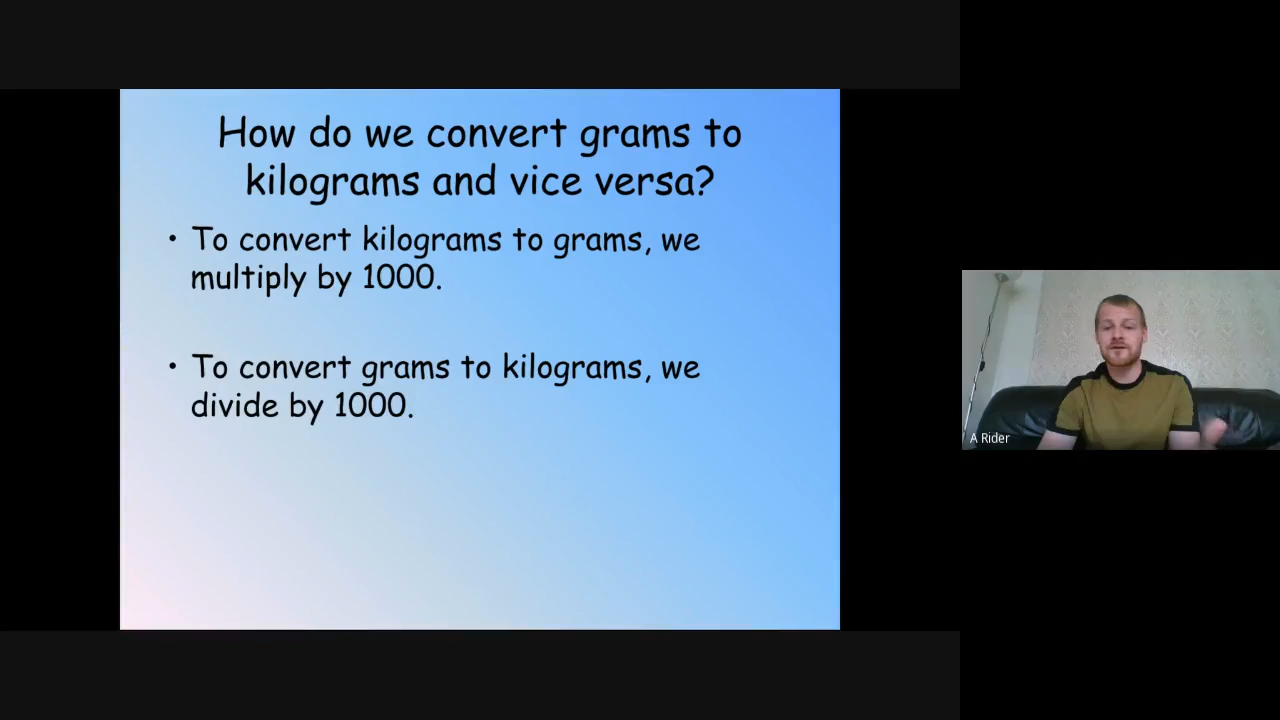 How do we convert grams to
kilograms and vice versa?
• To convert kilograms to grams, we
multiply by 1000.
• To convert grams to kilograms, we
divide by 1000.
A Rider